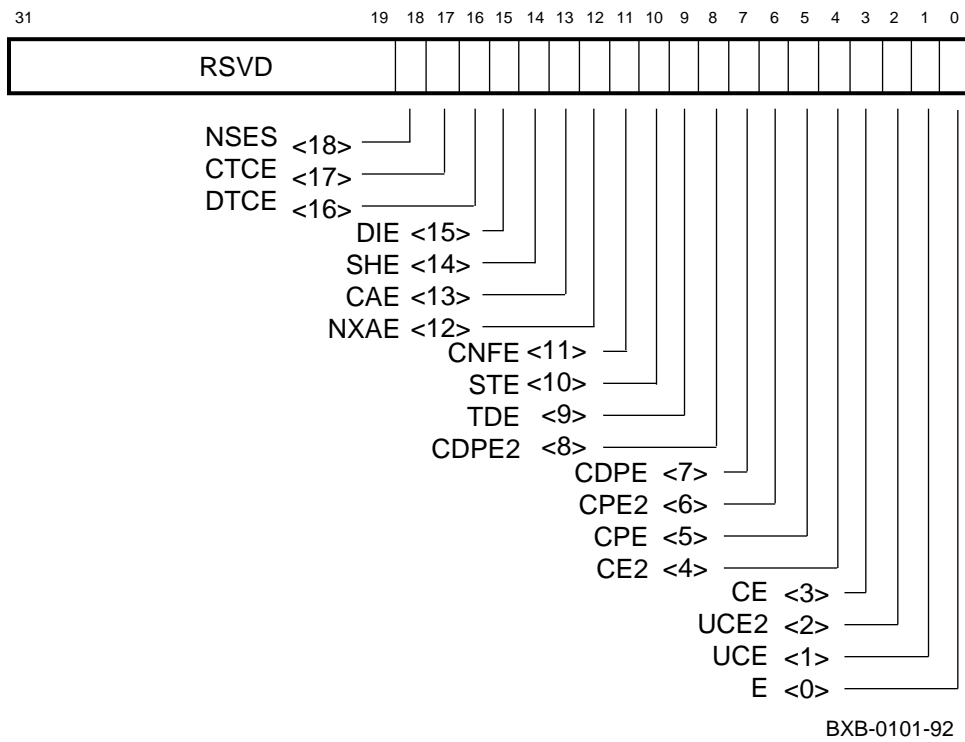 31 19 18 17 16 15 14 13 12 11 10 9 8 7 6 5 4 3 2 1 0
RSVD
NSES <18>
CTCE <17>
DTCE <16>
DIE <15>
SHE <14>
CAE <13>
NXAE <12>
CNFE <11>
STE <10>
TDE <9>
CDPE2 <8>
CDPE <7>
CPE2 <6>
CPE <5>
CE2 <4>
CE <3>
UCE2 <2>
UCE <1>
E <0>
BXB-0101-92